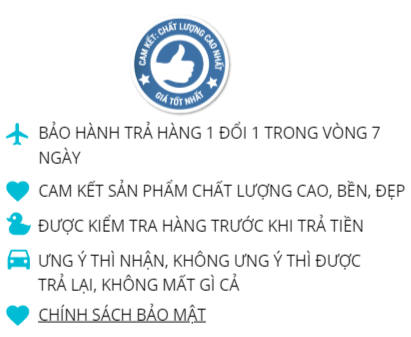 CAM KẾT: CHẤT LƯỢNG CAO NHẤT
GIÁ TỐT NHẤT
BẢO HÀNH TRẢ HÀNG 1 ĐỔI 1 TRONG VÒNG 7
NGÀY
CAM KẾT SẢN PHẨM CHẤT LƯỢNG CAO, BỀN, ĐẸP
ĐƯỢC KIỂM TRA HÀNG TRƯỚC KHI TRẢ TIỀN
ƯNG Ý THÌ NHẬN, KHÔNG ƯNG Ý THÌ ĐƯỢC
TRẢ LẠI, KHÔNG MẤT GÌ CẢ
CHÍNH SÁCH BẢO MẬT